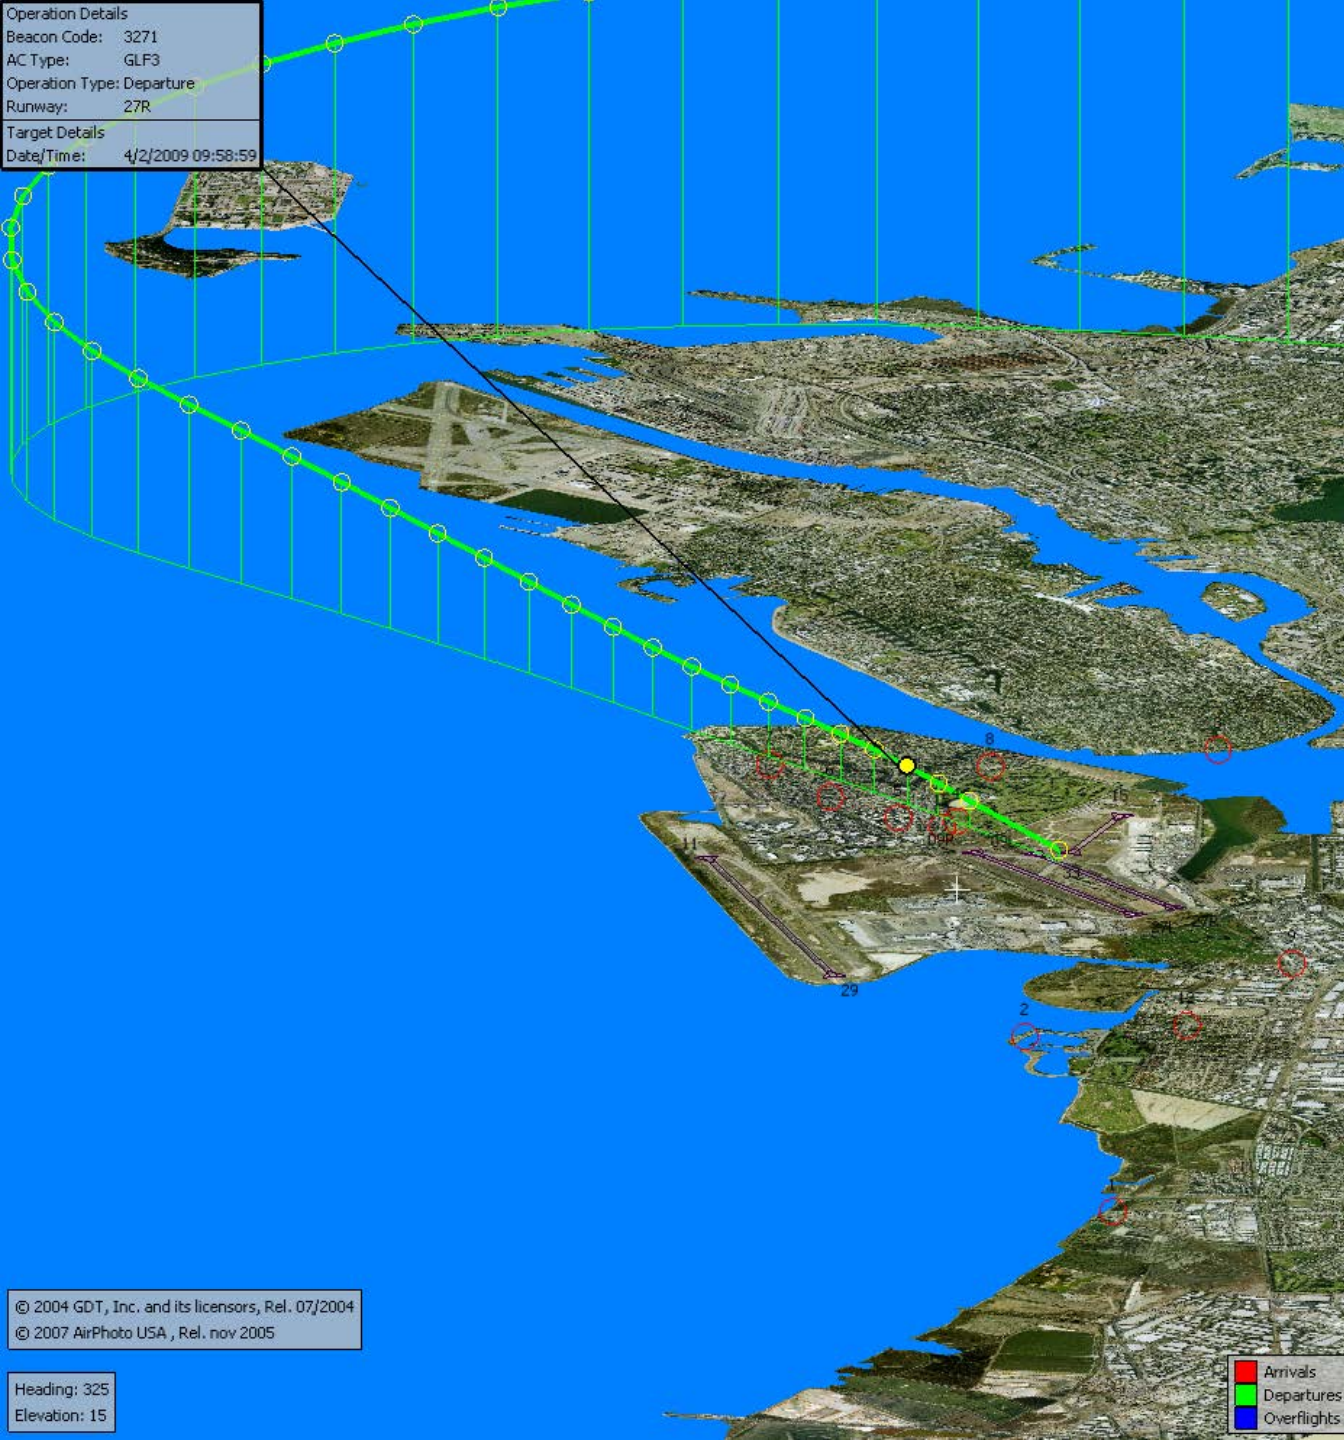 Operation Details
Beacon Code: 3271
AC Type: GLF3
Operation Type: Departure
Runway: 27R
Target Details
Date/Time: 4/2/2009 09:58:59
8
09R
11
33
29
2
© 2004 GDT, Inc. and its licensors, Rel. 07/2004
© 2007 AirPhoto USA , Rel. nov 2005
Heading: 325
Elevation: 15
Arrivals
Departures
Overflights